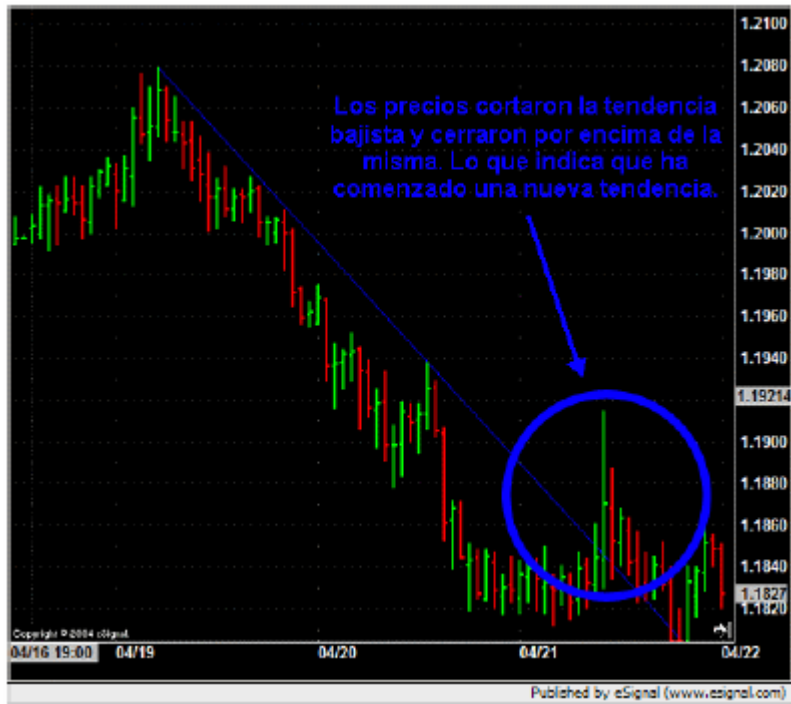 1.2100
1.2080
Los precios cortaron la tendencia
bajista y cerraron por encima de la
misma. Lo que indica que ha
comenzado una nueva tendencia.
1.2060
1.2040
1.2020
1.2000
1.1980
1.1960
1.1940
1.19214
1.1900
1.1880
1.1860
1.1840
1.1827
1.1820
Copyright © 2004 eSignal.
04/16 19:00 04/19 04/20 04/21 04/22
Published by eSignal (www.esignal.com)